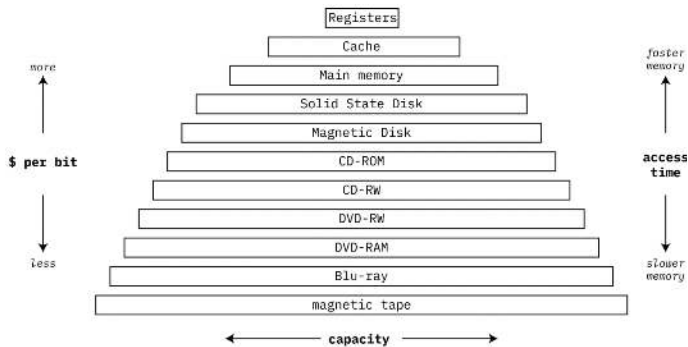 Registers
Cache
more
Main memory
faster
memory
Solid State Disk
Magnetic Disk
$ per bit
CD-ROM
access
time
CD-RW
DVD-RW
DVD-RAM
less
Blu-ray
slower
memory
magnetic tape
capacity